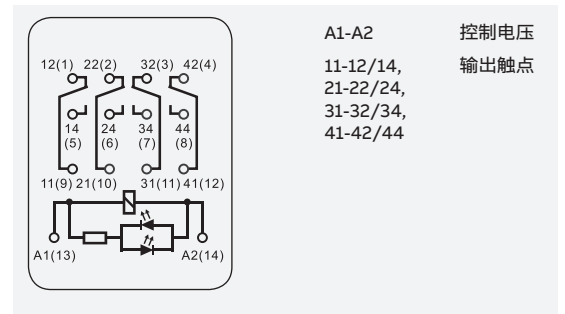 12(1) 22(2) 32(3) 42(4)
14 24 34 44
(5) (6) (7) (8)
11(9) 21(10) 31(11) 41(12)
A1(13) A2(14)
A1-A2 控制电压
11-12/14, 输出触点
21-22/24,
31-32/34,
41-42/44